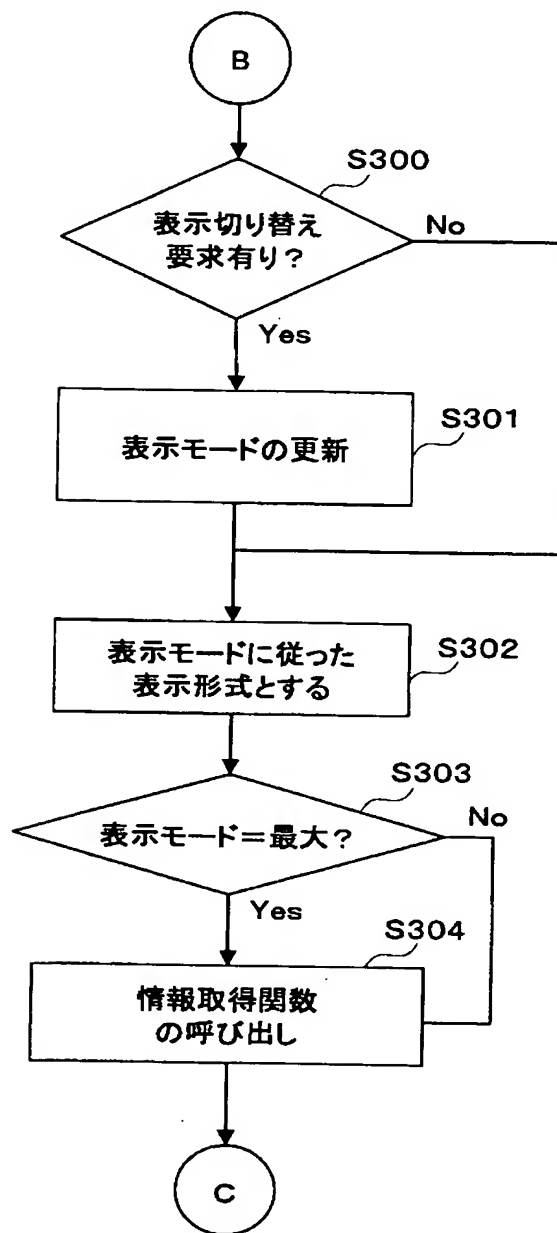 B
S300
表示切り替え
要求有り？
No
Yes
S301
表示モードの更新
S302
表示モードに従った
表示形式とする
S303
表示モード＝最大？
No
Yes
S304
情報取得関数
の呼び出し
C